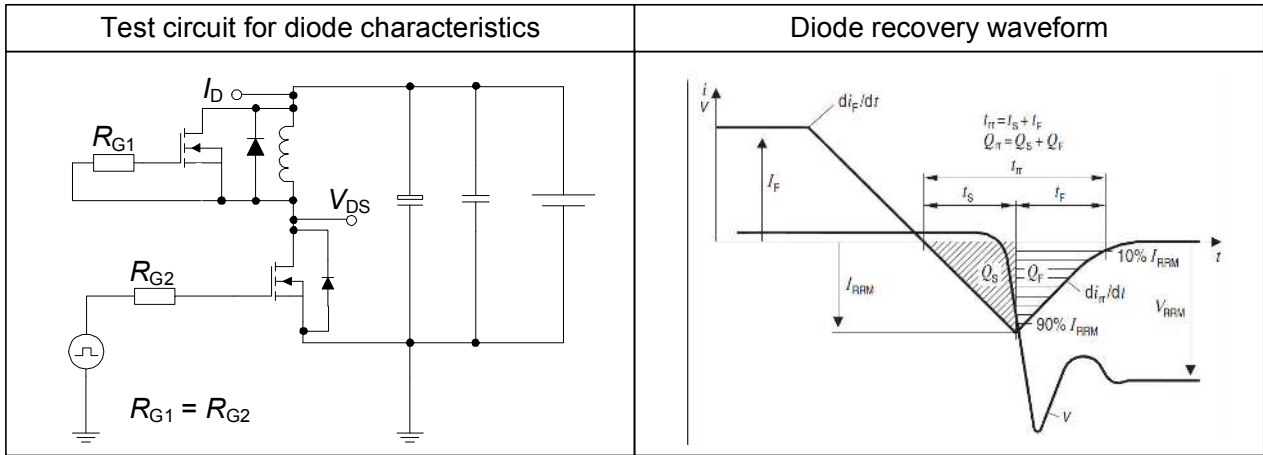 Test circuit for diode characteristics
Diode recovery waveform
I_D
R_G1
V_DS
R_G2
R_G1 = R_G2
i
V
di_F/dt
t_rr = t_S + t_F
Q_rr = Q_S + Q_F
t_rr
t_S t_F
I_F
Q_S Q_F
10% I_RRM
t
I_RRM
di_rr/dt
V_RRM
90% I_RRM
V